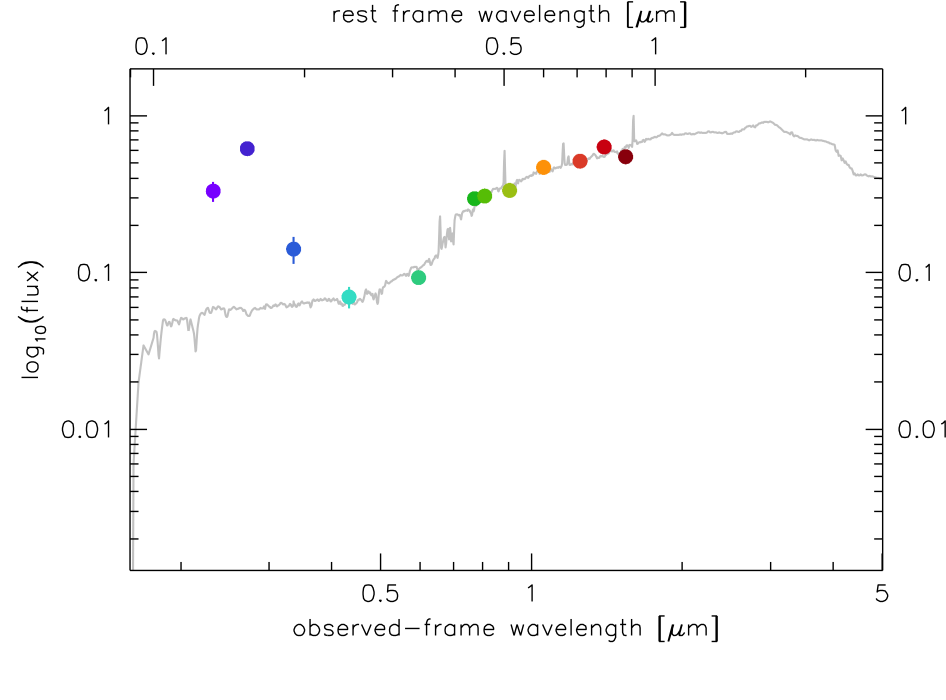 rest frame wavelength [μm]
0.1 0.5 1
1 1
0.1 0.1
0.01 0.01
log10(flux)
0.5 1 5
observed-frame wavelength [μm]